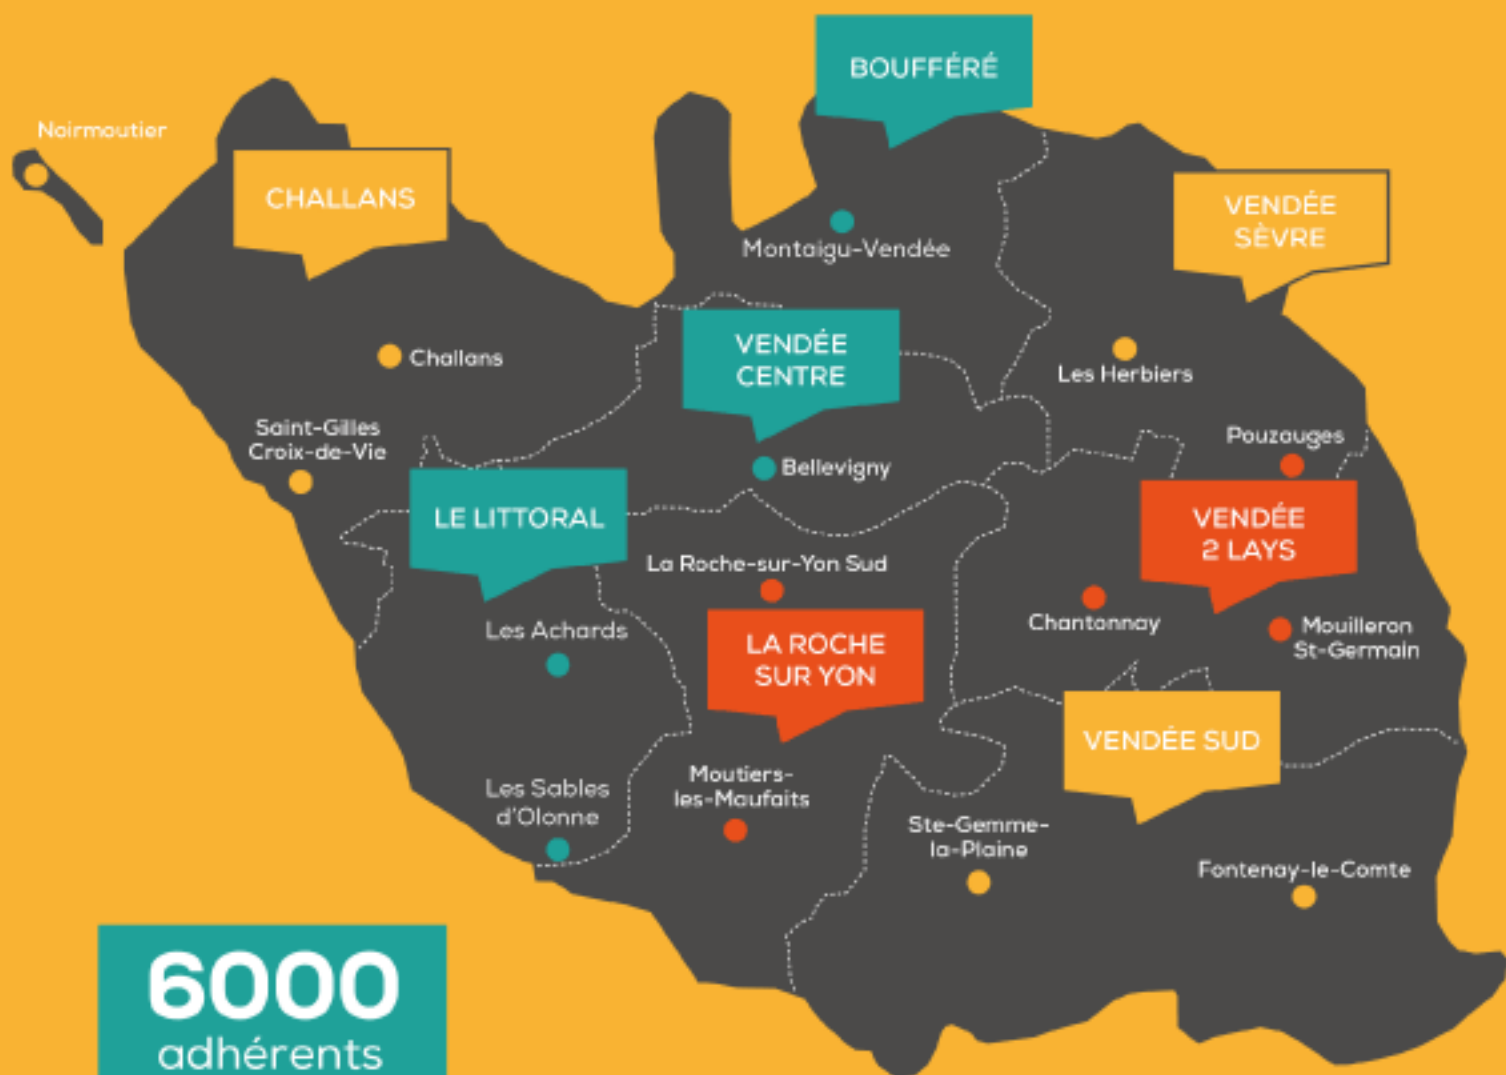 BOUFFÉRÉ
Noirmoutier
CHALLANS
VENDÉE
SÈVRE
Montaigu-Vendée
VENDÉE
CENTRE
Challans
Les Herbiers
Saint-Gilles
Croix-de-Vie
Pouzauges
Bellevigny
LE LITTORAL
VENDÉE
2 LAYS
La Roche-sur-Yon Sud
Les Achards
Chantonnay
Mouilleron
St-Germain
LA ROCHE
SUR YON
VENDÉE SUD
Les Sables
d'Olonne
Moutiers-
les-Maufaits
Ste-Gemme-
la-Plaine
Fontenay-le-Comte
6000
adhérents